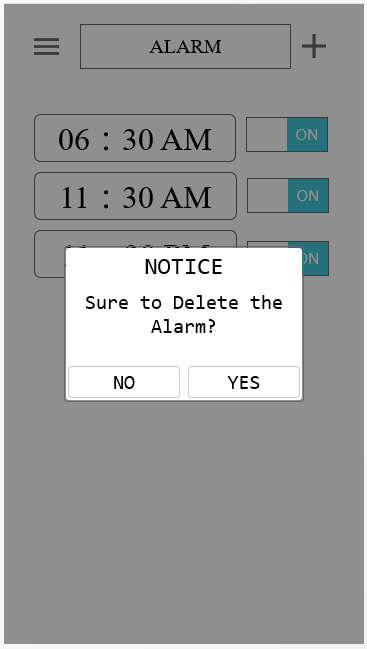 ALARM
06 : 30 AM
ON
11 : 30 AM
ON
ON
NOTICE
Sure to Delete the
Alarm?
NO
YES